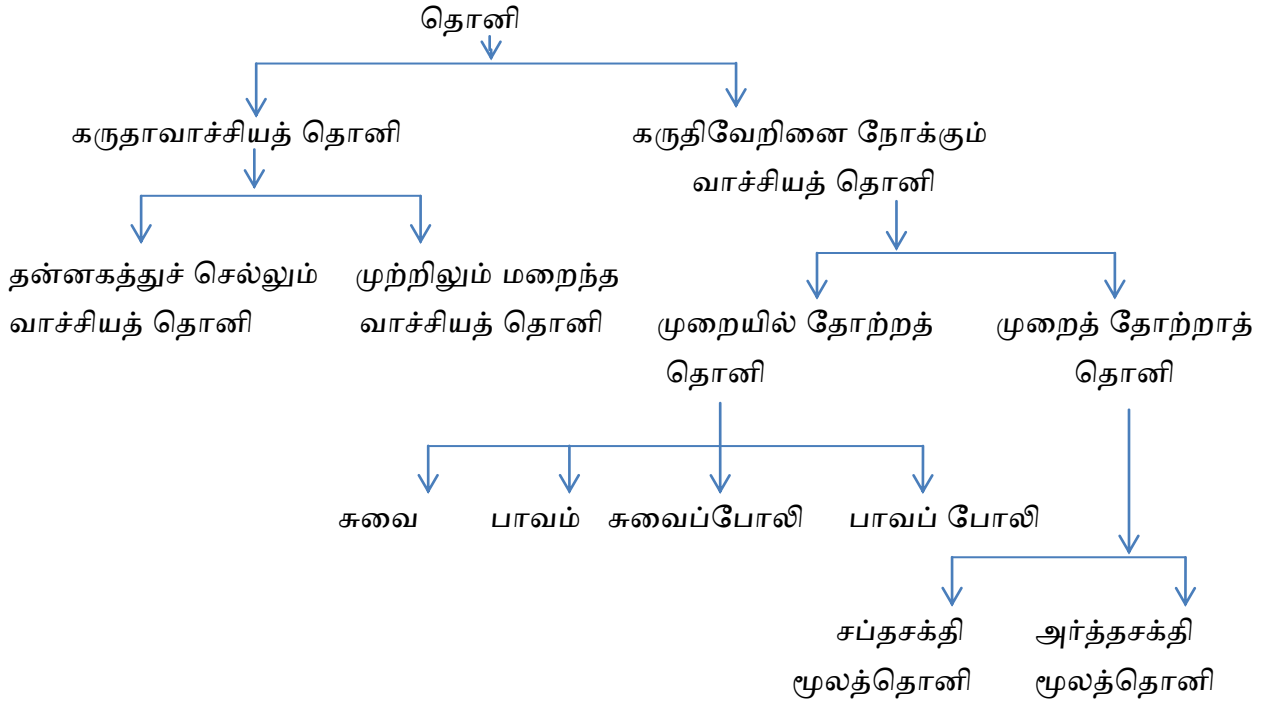 தொனி
கருதாவாச்சியத் தொனி கருதிவேறினை நோக்கும்
வாச்சியத் தொனி
தன்னகத்துச் செல்லும் முற்றிலும் மறைந்த
வாச்சியத் தொனி வாச்சியத் தொனி முறையில் தோற்றத் முறைத் தோற்றாத்
தொனி தொனி
சுவை பாவம் சுவைப்போலி பாவப் போலி
சப்தசக்தி அர்த்தசக்தி
மூலத்தொனி மூலத்தொனி